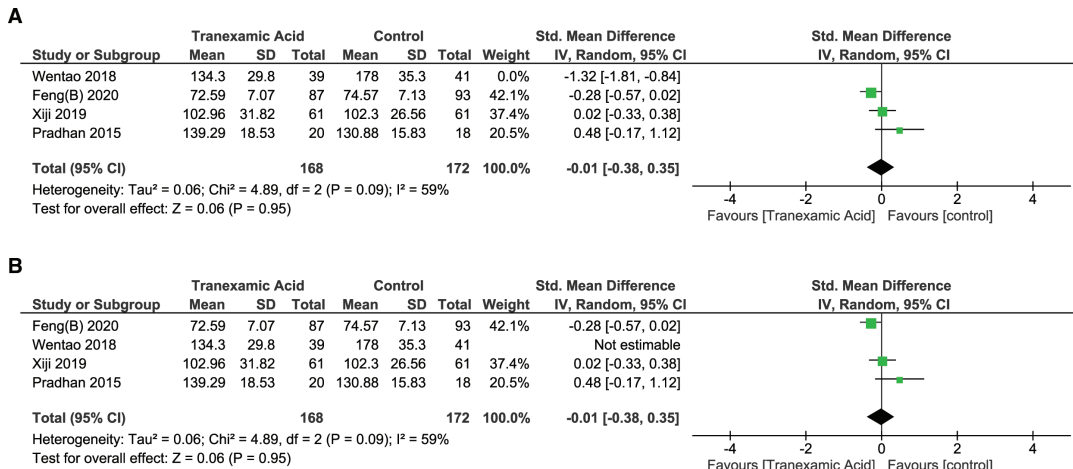 A
Tranexamic Acid Control Std. Mean Difference Std. Mean Difference
Study or Subgroup Mean SD Total Mean SD Total Weight IV, Random, 95% CI IV, Random, 95% CI
Wentao 2018 134.3 29.8 39 178 35.3 41 0.0% -1.32 [-1.81, -0.84]
Feng(B) 2020 72.59 7.07 87 74.57 7.13 93 42.1% -0.28 [-0.57, 0.02]
Xiji 2019 102.96 31.82 61 102.3 26.56 61 37.4% 0.02 [-0.33, 0.38]
Pradhan 2015 139.29 18.53 20 130.88 15.83 18 20.5% 0.48 [-0.17, 1.12]
Total (95% CI) 168 172 100.0% -0.01 [-0.38, 0.35]
Heterogeneity: Tau² = 0.06; Chi² = 4.89, df = 2 (P = 0.09); I² = 59%
Test for overall effect: Z = 0.06 (P = 0.95)
-4 -2 0 2 4
Favours [Tranexamic Acid] Favours [control]
B
Tranexamic Acid Control Std. Mean Difference Std. Mean Difference
Study or Subgroup Mean SD Total Mean SD Total Weight IV, Random, 95% CI IV, Random, 95% CI
Feng(B) 2020 72.59 7.07 87 74.57 7.13 93 42.1% -0.28 [-0.57, 0.02]
Wentao 2018 134.3 29.8 39 178 35.3 41 Not estimable
Xiji 2019 102.96 31.82 61 102.3 26.56 61 37.4% 0.02 [-0.33, 0.38]
Pradhan 2015 139.29 18.53 20 130.88 15.83 18 20.5% 0.48 [-0.17, 1.12]
Total (95% CI) 168 172 100.0% -0.01 [-0.38, 0.35]
Heterogeneity: Tau² = 0.06; Chi² = 4.89, df = 2 (P = 0.09); I² = 59%
Test for overall effect: Z = 0.06 (P = 0.95)
-4 -2 0 2 4
Favours [Tranexamic Acid] Favours [control]